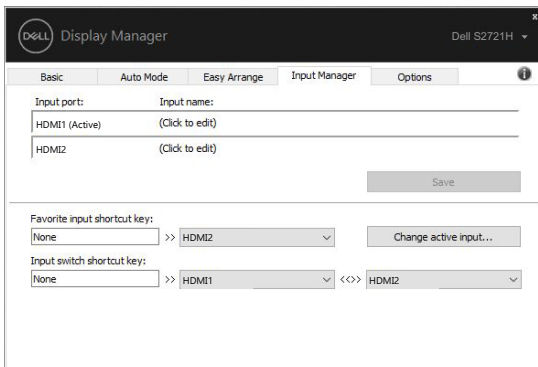 x
DELL Display Manager Dell S2721H
Basic Auto Mode Easy Arrange Input Manager Options i
Input port: Input name:
HDMI1 (Active) (Click to edit)
HDMI2 (Click to edit)
Save
Favorite input shortcut key:
None >> HDMI2 Change active input...
Input switch shortcut key:
None >> HDMI1 <<>> HDMI2